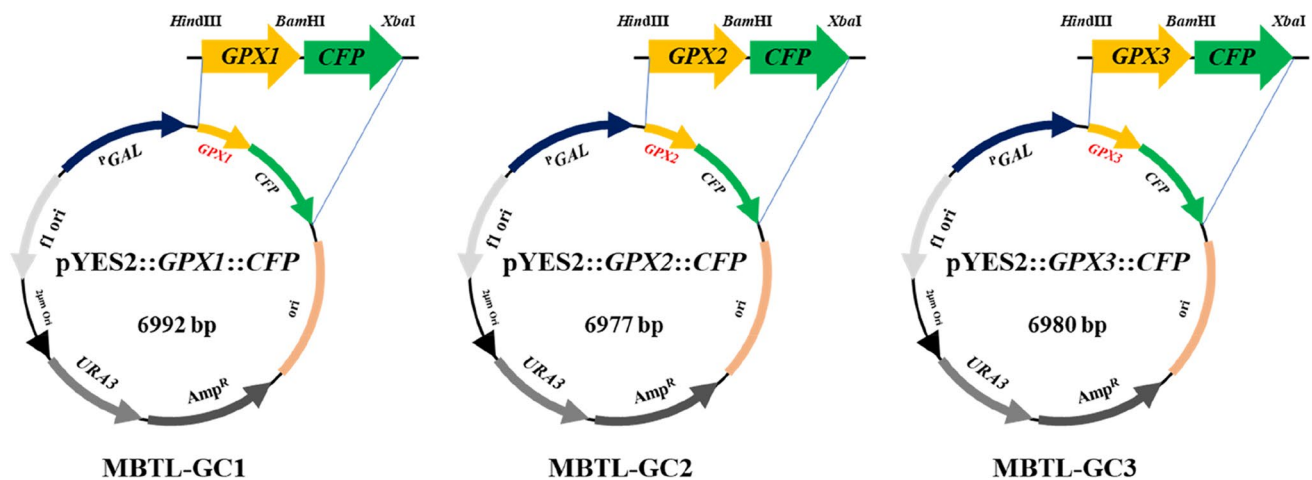 HindIII BamHI XbaI
GPX1 CFP
PGAL
GPX1
CFP
f1 ori
pYES2::GPX1::CFP
2μm Ori
6992 bp
ori
URA3
AmpR
MBTL-GC1
HindIII BamHI XbaI
GPX2 CFP
PGAL
GPX2
CFP
f1 ori
pYES2::GPX2::CFP
2μm Ori
6977 bp
ori
URA3
AmpR
MBTL-GC2
HindIII BamHI XbaI
GPX3 CFP
PGAL
GPX3
CFP
f1 ori
pYES2::GPX3::CFP
2μm Ori
6980 bp
ori
URA3
AmpR
MBTL-GC3